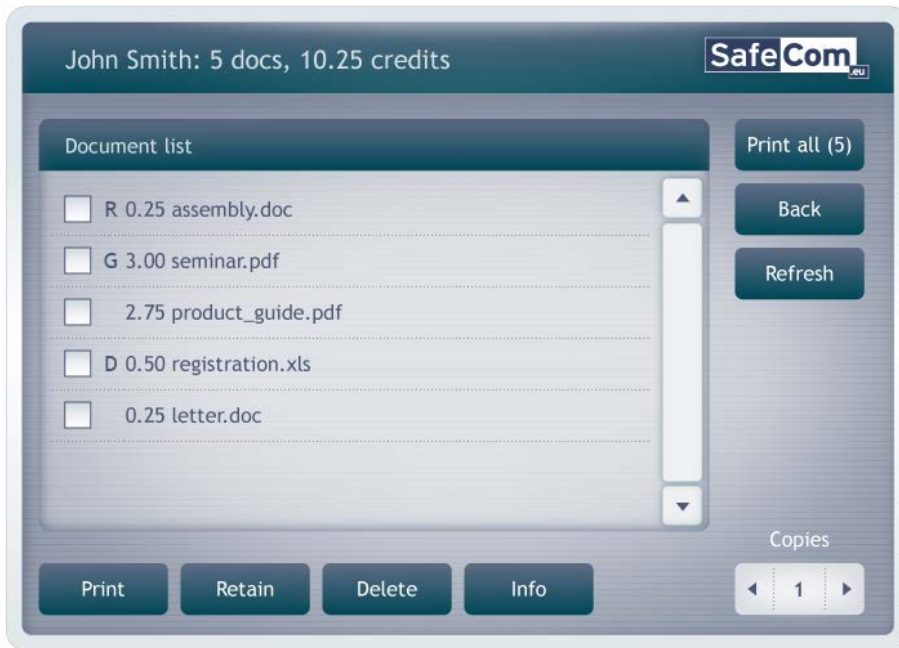 John Smith: 5 docs, 10.25 credits
SafeCom.eu
Document list
R 0.25 assembly.doc
G 3.00 seminar.pdf
2.75 product_guide.pdf
D 0.50 registration.xls
0.25 letter.doc
Print all (5)
Back
Refresh
Copies
1
Print
Retain
Delete
Info